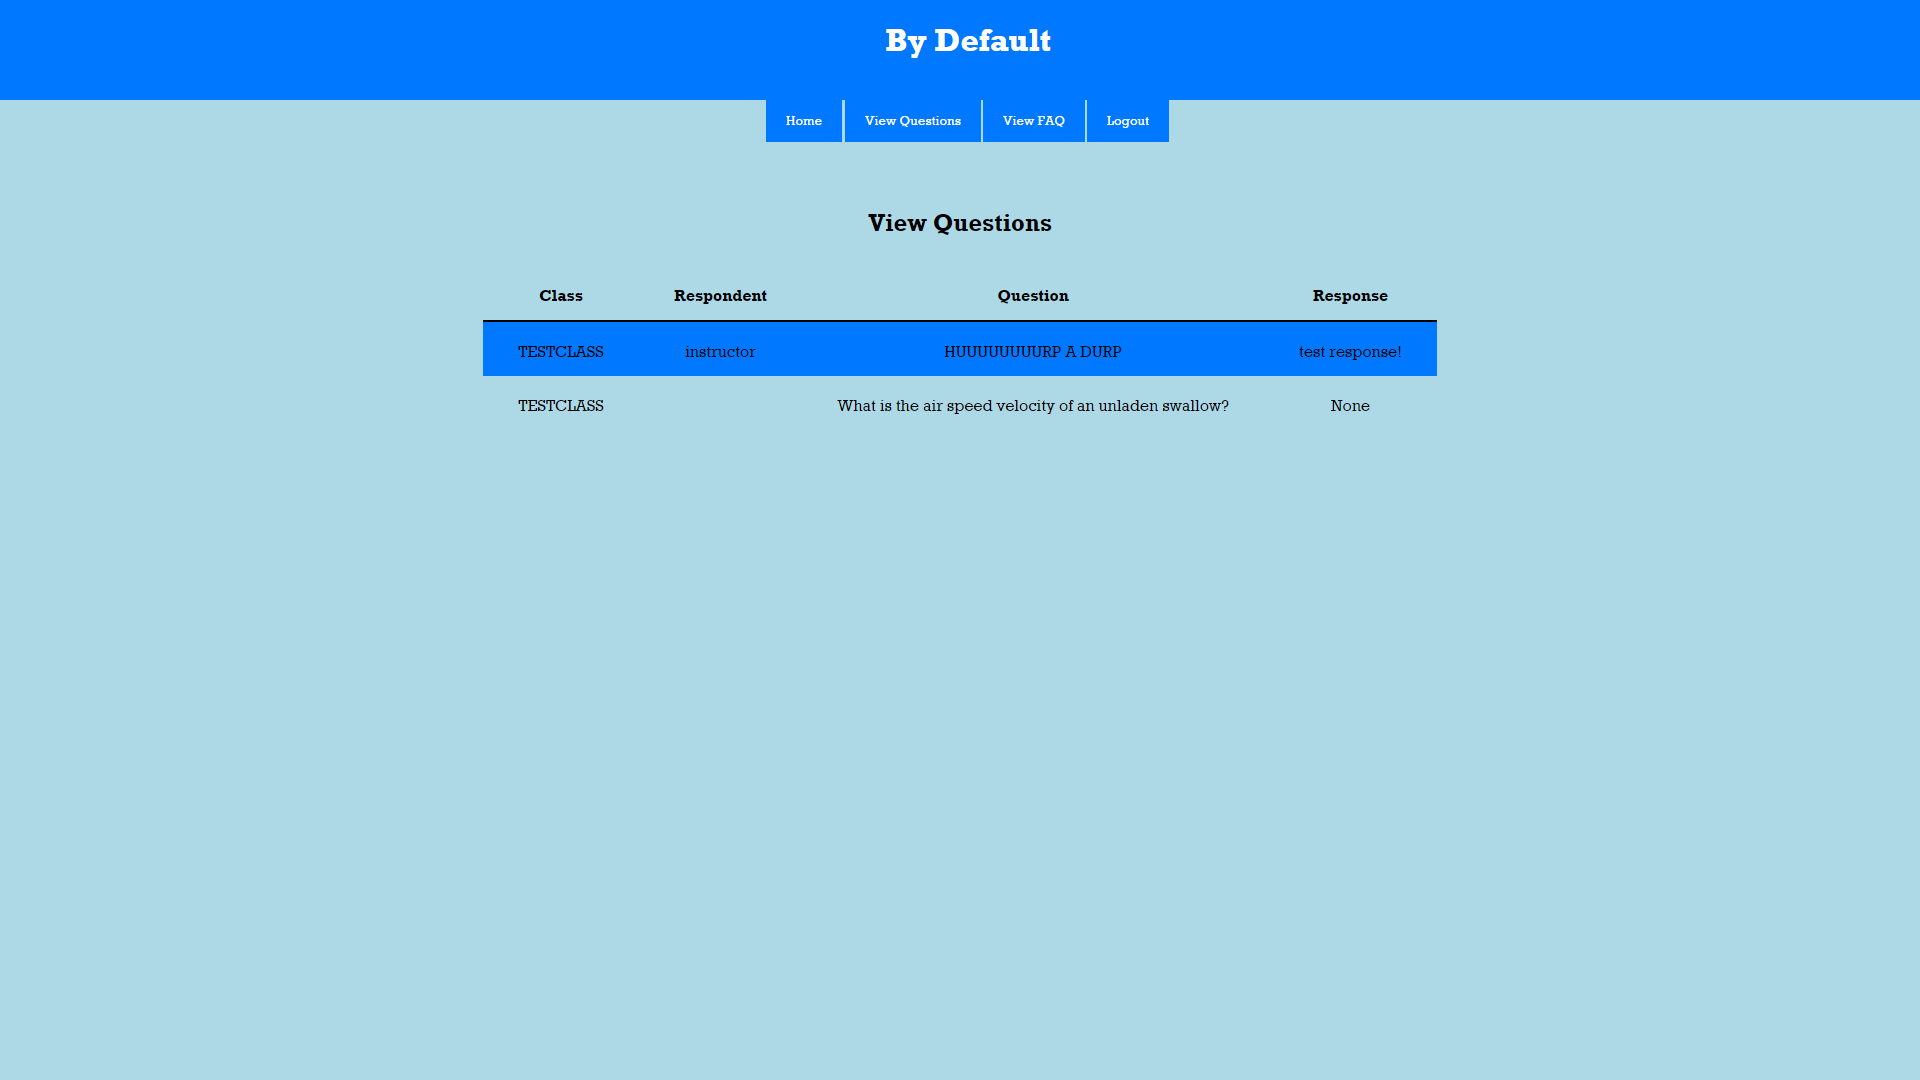 By Default
Home View Questions View FAQ Logout
View Questions
Class Respondent Question Response
TESTCLASS instructor HUUUUUUUURP A DURP test response!
TESTCLASS What is the air speed velocity of an unladen swallow? None